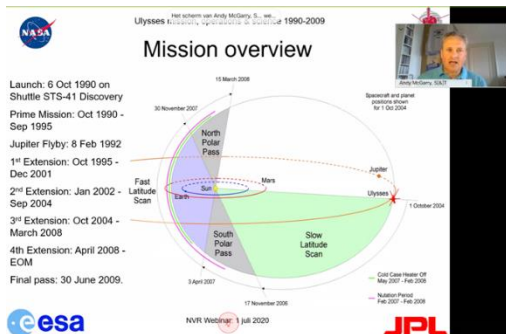 Het scherm van Andy McGarry, S... we...
Ulysses mission, operations & science 1990-2009
NASA
Mission overview
Andy McGarry, S[&]T
Launch: 6 Oct 1990 on
Shuttle STS-41 Discovery
Prime Mission: Oct 1990 -
Sep 1995
Jupiter Flyby: 8 Feb 1992
1st Extension: Oct 1995 -
Dec 2001
2nd Extension: Jan 2002 -
Sep 2004
3rd Extension: Oct 2004 -
March 2008
4th Extension: April 2008 -
EOM
Final pass: 30 June 2009.
15 March 2008
30 November 2007
Spacecraft and planet
positions shown
for 1 Oct 2004
North
Polar
Pass
Fast
Latitude
Scan
Sun
Earth
Mars
Jupiter
Ulysses
1 October 2004
South
Polar
Pass
Slow
Latitude
Scan
3 April 2007
17 November 2006
Cold Case Heater Off
May 2007 - Feb 2008
Nutation Period
Feb 2007 - Feb 2008
esa
NVR Webinar: 1 juli 2020
JPL